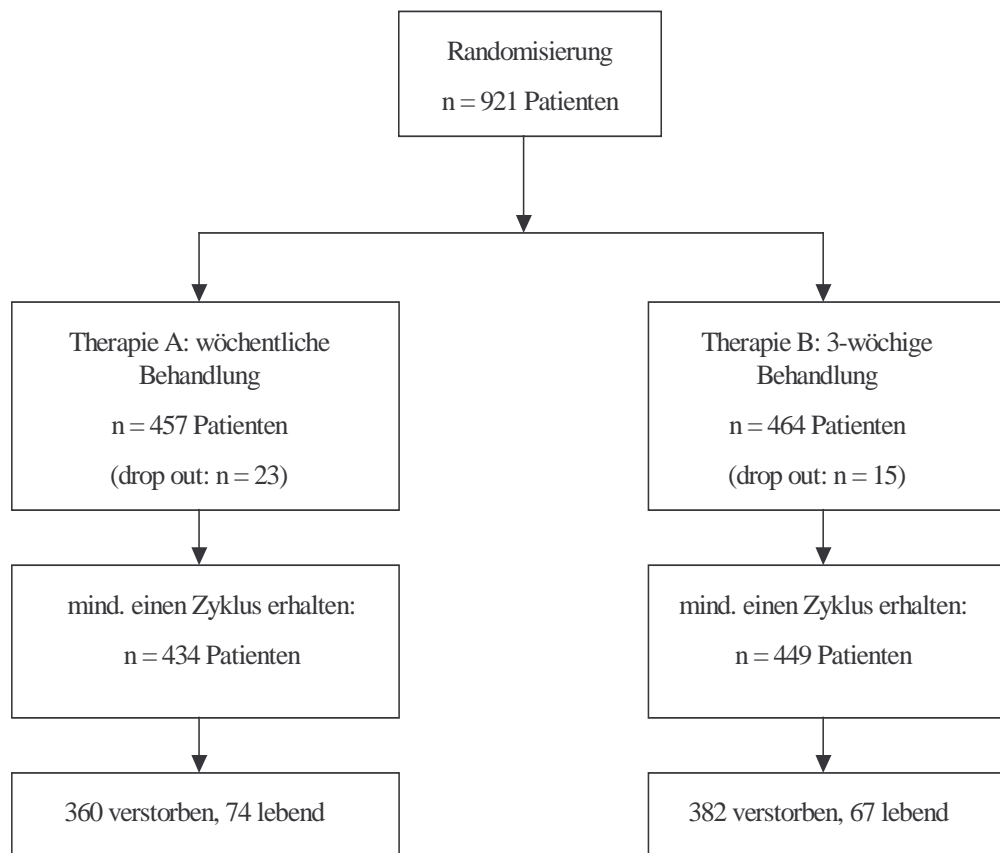 Randomisierung
n = 921 Patienten
Therapie A: wöchentliche
Behandlung
n = 457 Patienten
(drop out: n = 23)
Therapie B: 3-wöchige
Behandlung
n = 464 Patienten
(drop out: n = 15)
mind. einen Zyklus erhalten:
n = 434 Patienten
mind. einen Zyklus erhalten:
n = 449 Patienten
360 verstorben, 74 lebend
382 verstorben, 67 lebend